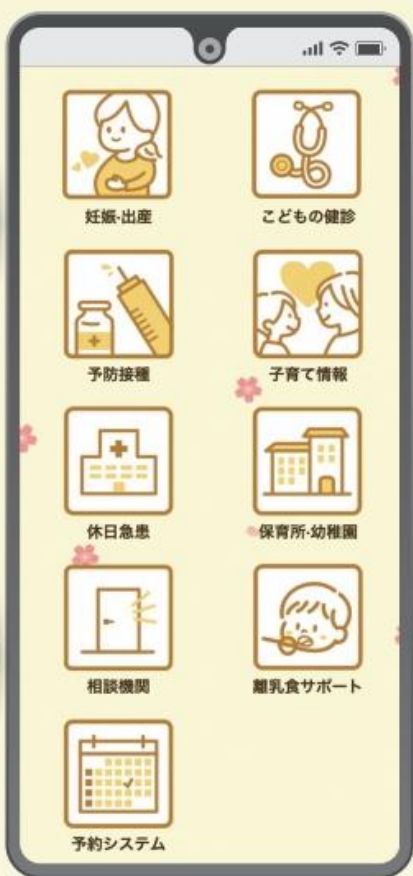 妊娠·出産
こどもの健診
予防接種
子育て情報
休日急患
保育所·幼稚園
相談機関
離乳食サポート
予約システム